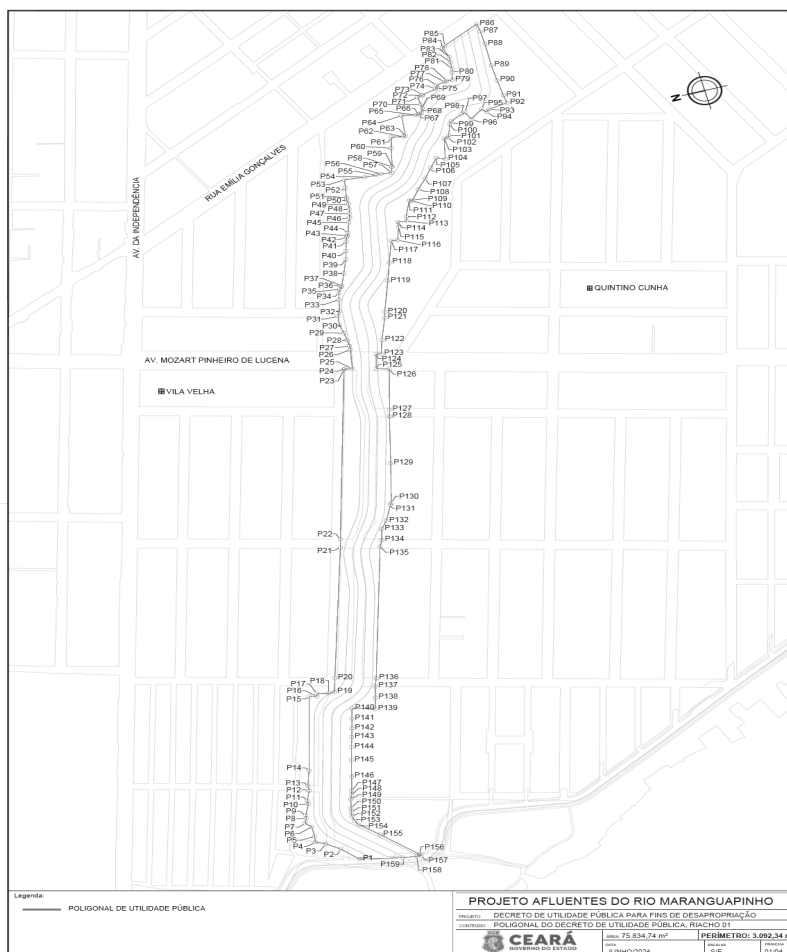 P86
P87
P85
P88
P84
P83
P82
P81
P89
P80
P78
P79
P77
P90
P76
P75
P74
P73
P72
P91
P92
P71
P69
P97
P95
P70
P68
P98
P93
P66
P65
P67
P94
P96
P64
P99
P63
P100
P62
P101
P61
P102
P60
P103
P59
P104
P58
P105
P57
P56
P106
P55
P54
P107
P53
P108
P52
P109
P51
P110
P50
P49
P111
P48
P112
P47
P46
P113
P45
P114
P44
P115
P43
P42
P116
P41
P117
P40
P118
P39
P38
P119
P37
P36
P35
P34
P33
P32
P120
P31
P121
P30
P29
P28
P122
P27
P26
P123
P25
P124
P125
P24
P126
P23
N
RUA EMÍLIA GONÇALVES
AV. DA INDEPENDÊNCIA
QUINTINO CUNHA
AV. MOZART PINHEIRO DE LUCENA
VILA VELHA
P127
P128
P129
P130
P131
P132
P22
P133
P134
P21
P135
P20
P136
P18
P17
P137
P16
P19
P15
P138
P139
P140
P141
P142
P143
P144
P145
P14
P146
P13
P147
P12
P148
P11
P149
P10
P150
P9
P151
P8
P152
P7
P153
P154
P6
P5
P155
P4
P3
P2
P156
P1
P157
P159
P158
Legenda:
POLIGONAL DE UTILIDADE PÚBLICA
PROJETO AFLUENTES DO RIO MARANGUAPINHO
PROJETO: DECRETO DE UTILIDADE PÚBLICA PARA FINS DE DESAPROPRIAÇÃO
CONTEÚDO: POLIGONAL DO DECRETO DE UTILIDADE PÚBLICA, RIACHO 01
CEARÁ
GOVERNO DO ESTADO
ÁREA: 75.834,74 m²
PERÍMETRO: 3.092,34 m
DATA
JUNHO/2024
ESCALAS
S/E
PRANCHA
01/04